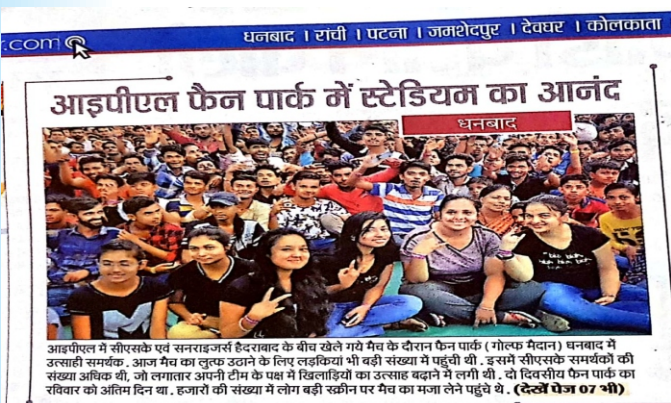 .com
धनबाद । रांची । पटना । जमशेदपुर । देवघर । कोलकाता
आइपीएल फैन पार्क में स्टेडियम का आनंद
धनबाद
आइपीएल में सीएसके एवं सनराइजर्स हैदराबाद के बीच खेले गये मैच के दौरान फैन पार्क ( गोल्फ मैदान) धनबाद में
उत्साही समर्थक. आज मैच का लुत्फ उठाने के लिए लड़कियां भी बड़ी संख्या में पहुंची थी . इसमें सीएसके समर्थकों की
संख्या अधिक थी, जो लगातार अपनी टीम के पक्ष में खिलाड़ियों का उत्साह बढ़ाने में लगी थी . दो दिवसीय फैन पार्क का
रविवार को अंतिम दिन था . हजारों की संख्या में लोग बड़ी स्क्रीन पर मैच का मजा लेने पहुंचे थे . (देखें पेज 07 भी)